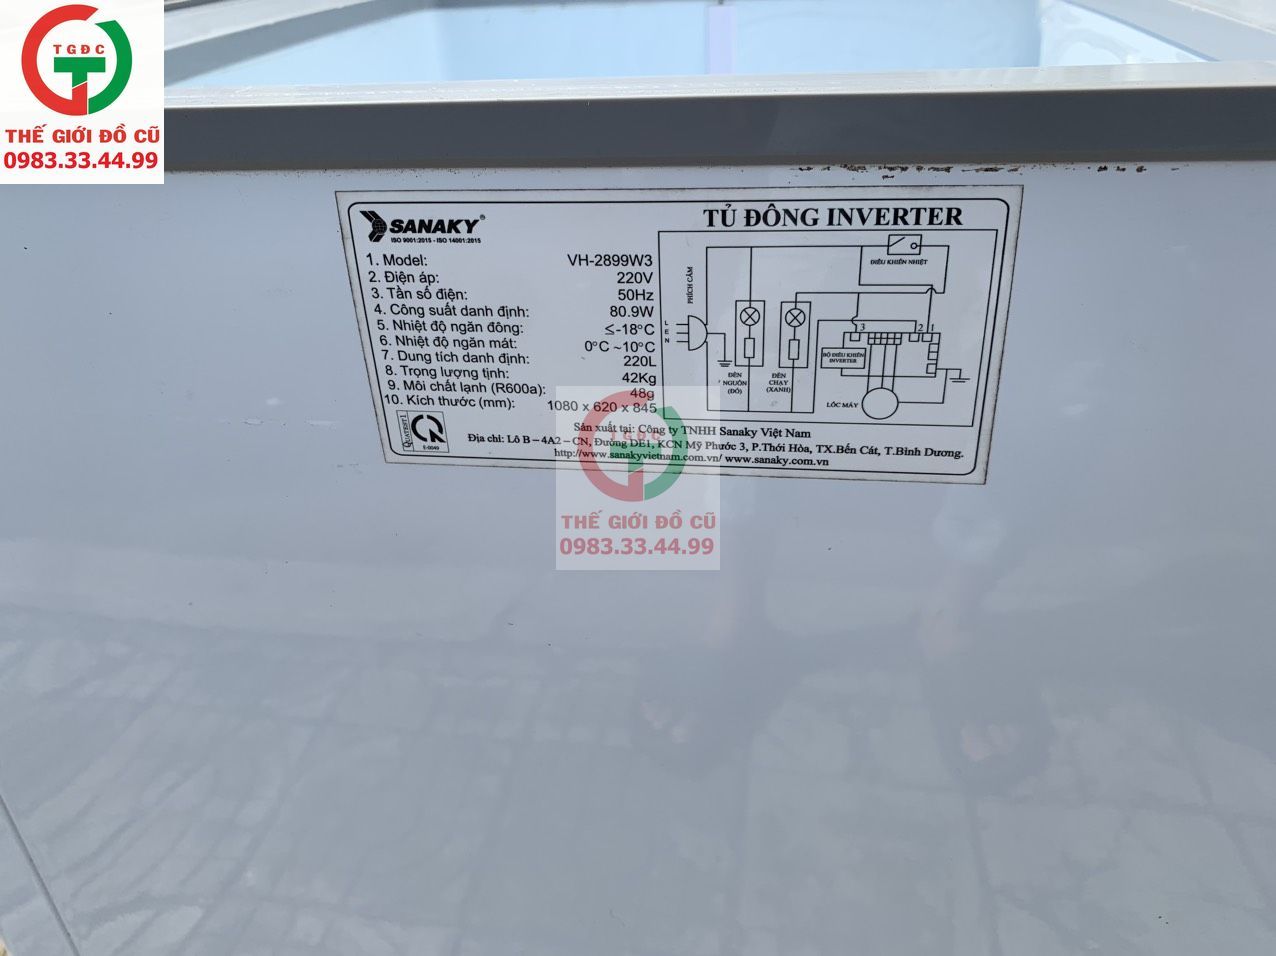 TGĐC
THẾ GIỚI ĐỒ CŨ
0983.33.44.99
SANAKY®
ISO 9001:2015 - ISO 14001:2015
TỦ ĐÔNG INVERTER
1. Model: VH-2899W3
2. Điện áp: 220V
3. Tần số điện: 50Hz
4. Công suất danh định: 80.9W
5. Nhiệt độ ngăn đông: ≤-18°C
6. Nhiệt độ ngăn mát: 0°C ~10°C
7. Dung tích danh định: 220L
8. Trọng lượng tịnh: 42Kg
9. Môi chất lạnh (R600a): 48g
10. Kích thước (mm): 1080 x 620 x 845
PHÍCH CẮM
L
E
N
ĐIỀU KHIỂN NHIỆT
3 2 1
BỘ ĐIỀU KHIỂN
INVERTER
ĐÈN
NGUỒN
(ĐỎ)
ĐÈN
CHẠY
(XANH)
LỐC MÁY
QUATEST 1
E-0049
Sản xuất tại: Công ty TNHH Sanaky Việt Nam
Địa chỉ: Lô B – 4A2 – CN, Đường DE1, KCN Mỹ Phước 3, P.Thới Hòa, TX.Bến Cát, T.Bình Dương.
http://www.sanakyvietnam.com.vn/ www.sanaky.com.vn
TGĐC
THẾ GIỚI ĐỒ CŨ
0983.33.44.99